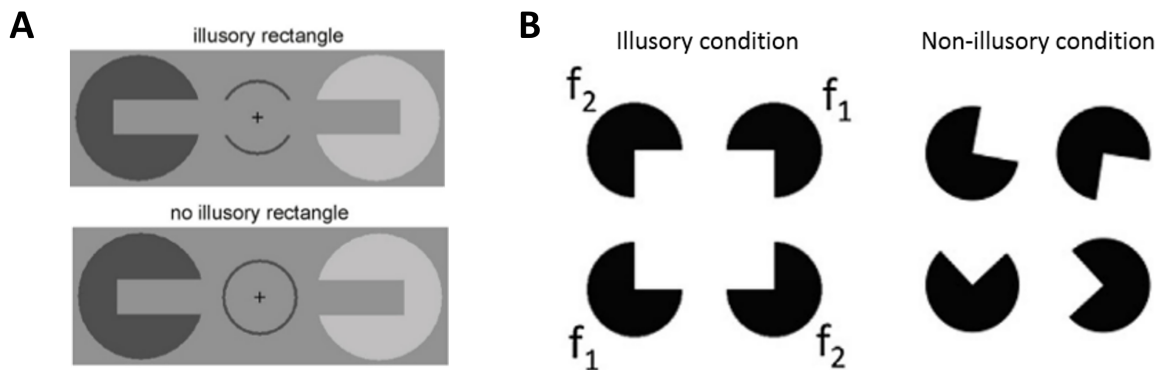 A
illusory rectangle
no illusory rectangle
B
Illusory condition
f₂
f₁
f₁
f₂
Non-illusory condition